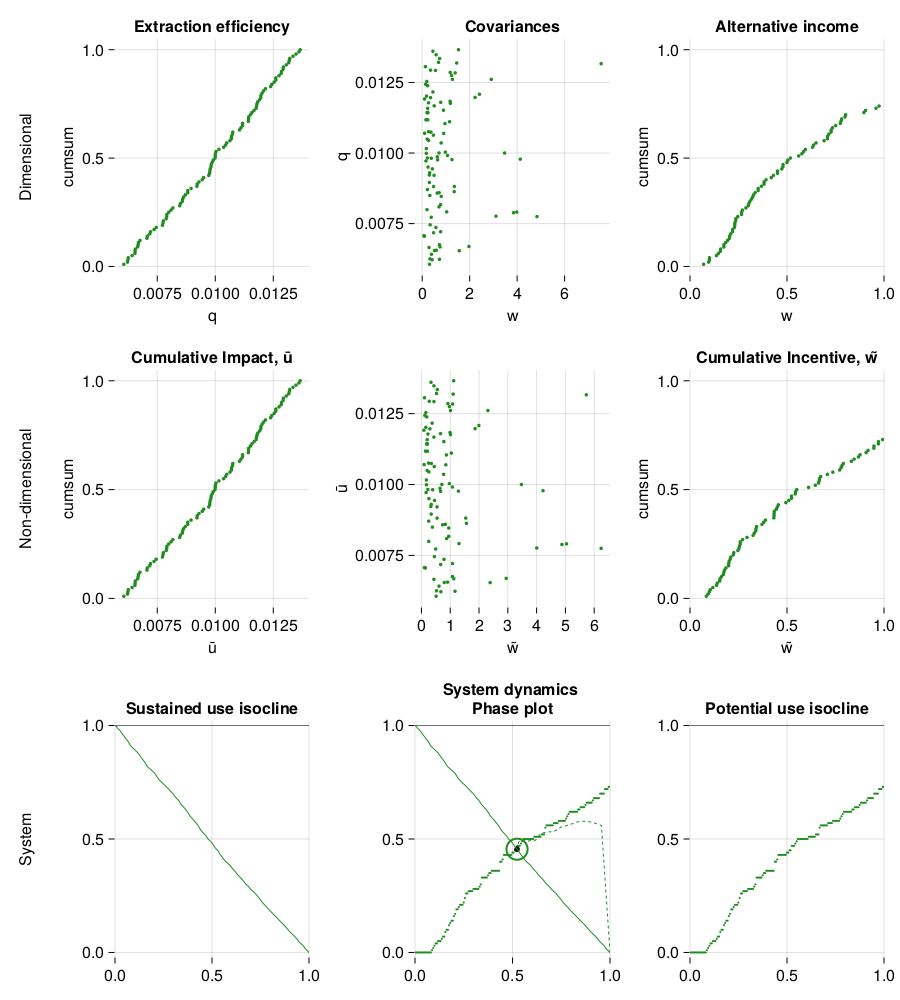 Extraction efficiency
Covariances
Alternative income
Dimensional
cumsum
1.0
0.5
0.0
0.0075 0.0100 0.0125
q
q
0.0125
0.0100
0.0075
0 2 4 6
w
cumsum
1.0
0.5
0.0
0.0 0.5 1.0
w
Cumulative Impact, ū
Cumulative Incentive, w̃
Non-dimensional
cumsum
1.0
0.5
0.0
0.0075 0.0100 0.0125
ū
ū
0.0125
0.0100
0.0075
0 1 2 3 4 5 6
w̃
cumsum
1.0
0.5
0.0
0.0 0.5 1.0
w̃
Sustained use isocline
System dynamics
Phase plot
Potential use isocline
System
1.0
0.5
0.0
0.0 0.5 1.0
1.0
0.5
0.0
0.0 0.5 1.0
1.0
0.5
0.0
0.0 0.5 1.0